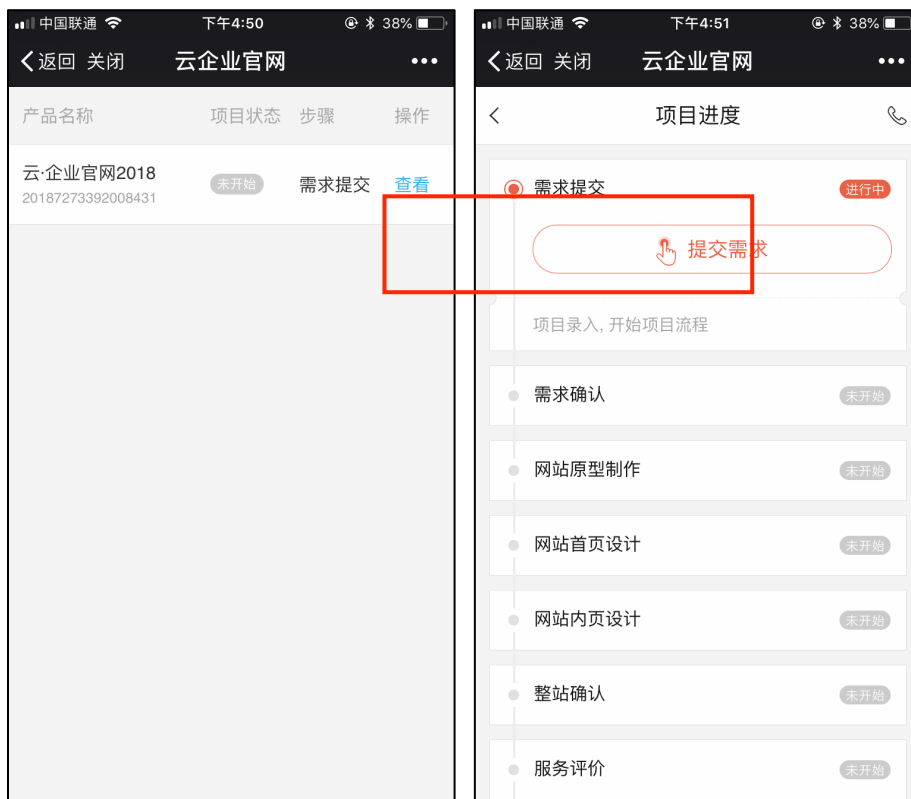 中国联通 下午4:50 38%
返回 关闭 云企业官网
产品名称 项目状态 步骤 操作
云·企业官网2018 未开始 需求提交 查看
20187273392008431
中国联通 下午4:51 38%
返回 关闭 云企业官网
项目进度
需求提交 进行中
提交需求
项目录入, 开始项目流程
需求确认 未开始
网站原型制作 未开始
网站首页设计 未开始
网站内页设计 未开始
整站确认 未开始
服务评价 未开始